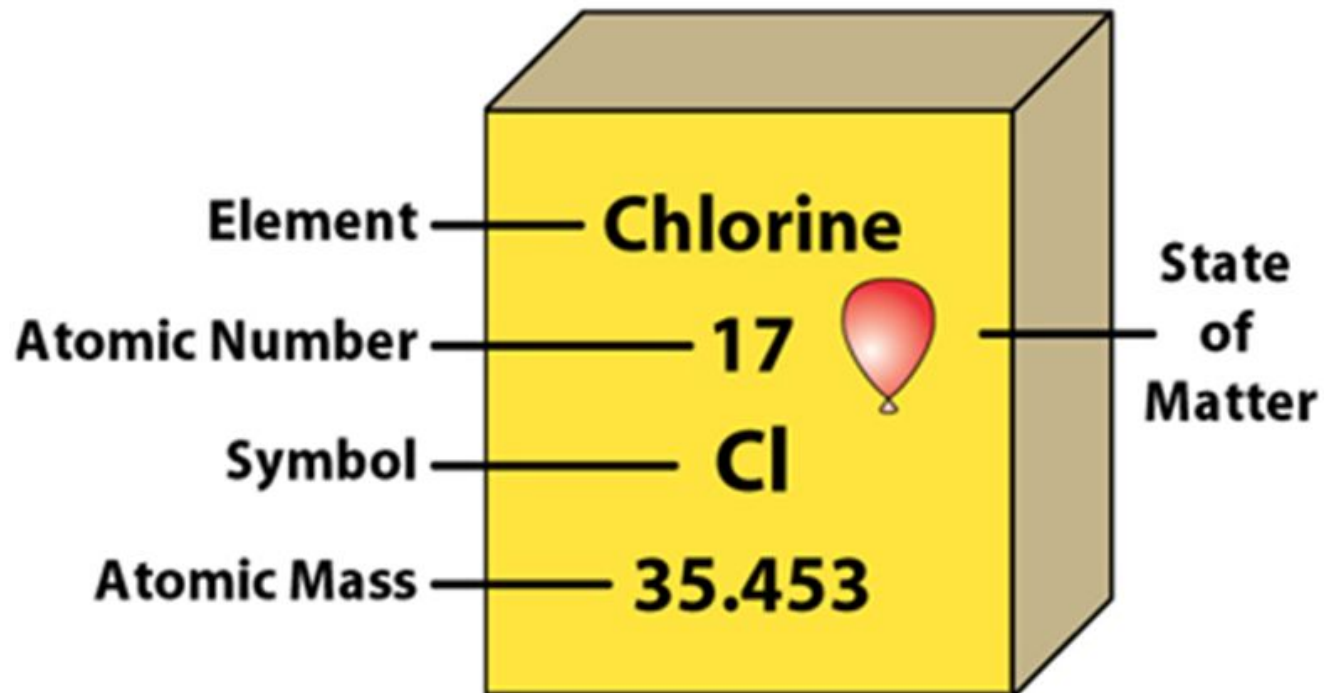 Element
Chlorine
Atomic Number
17
State
of
Matter
Symbol
Cl
Atomic Mass
35.453